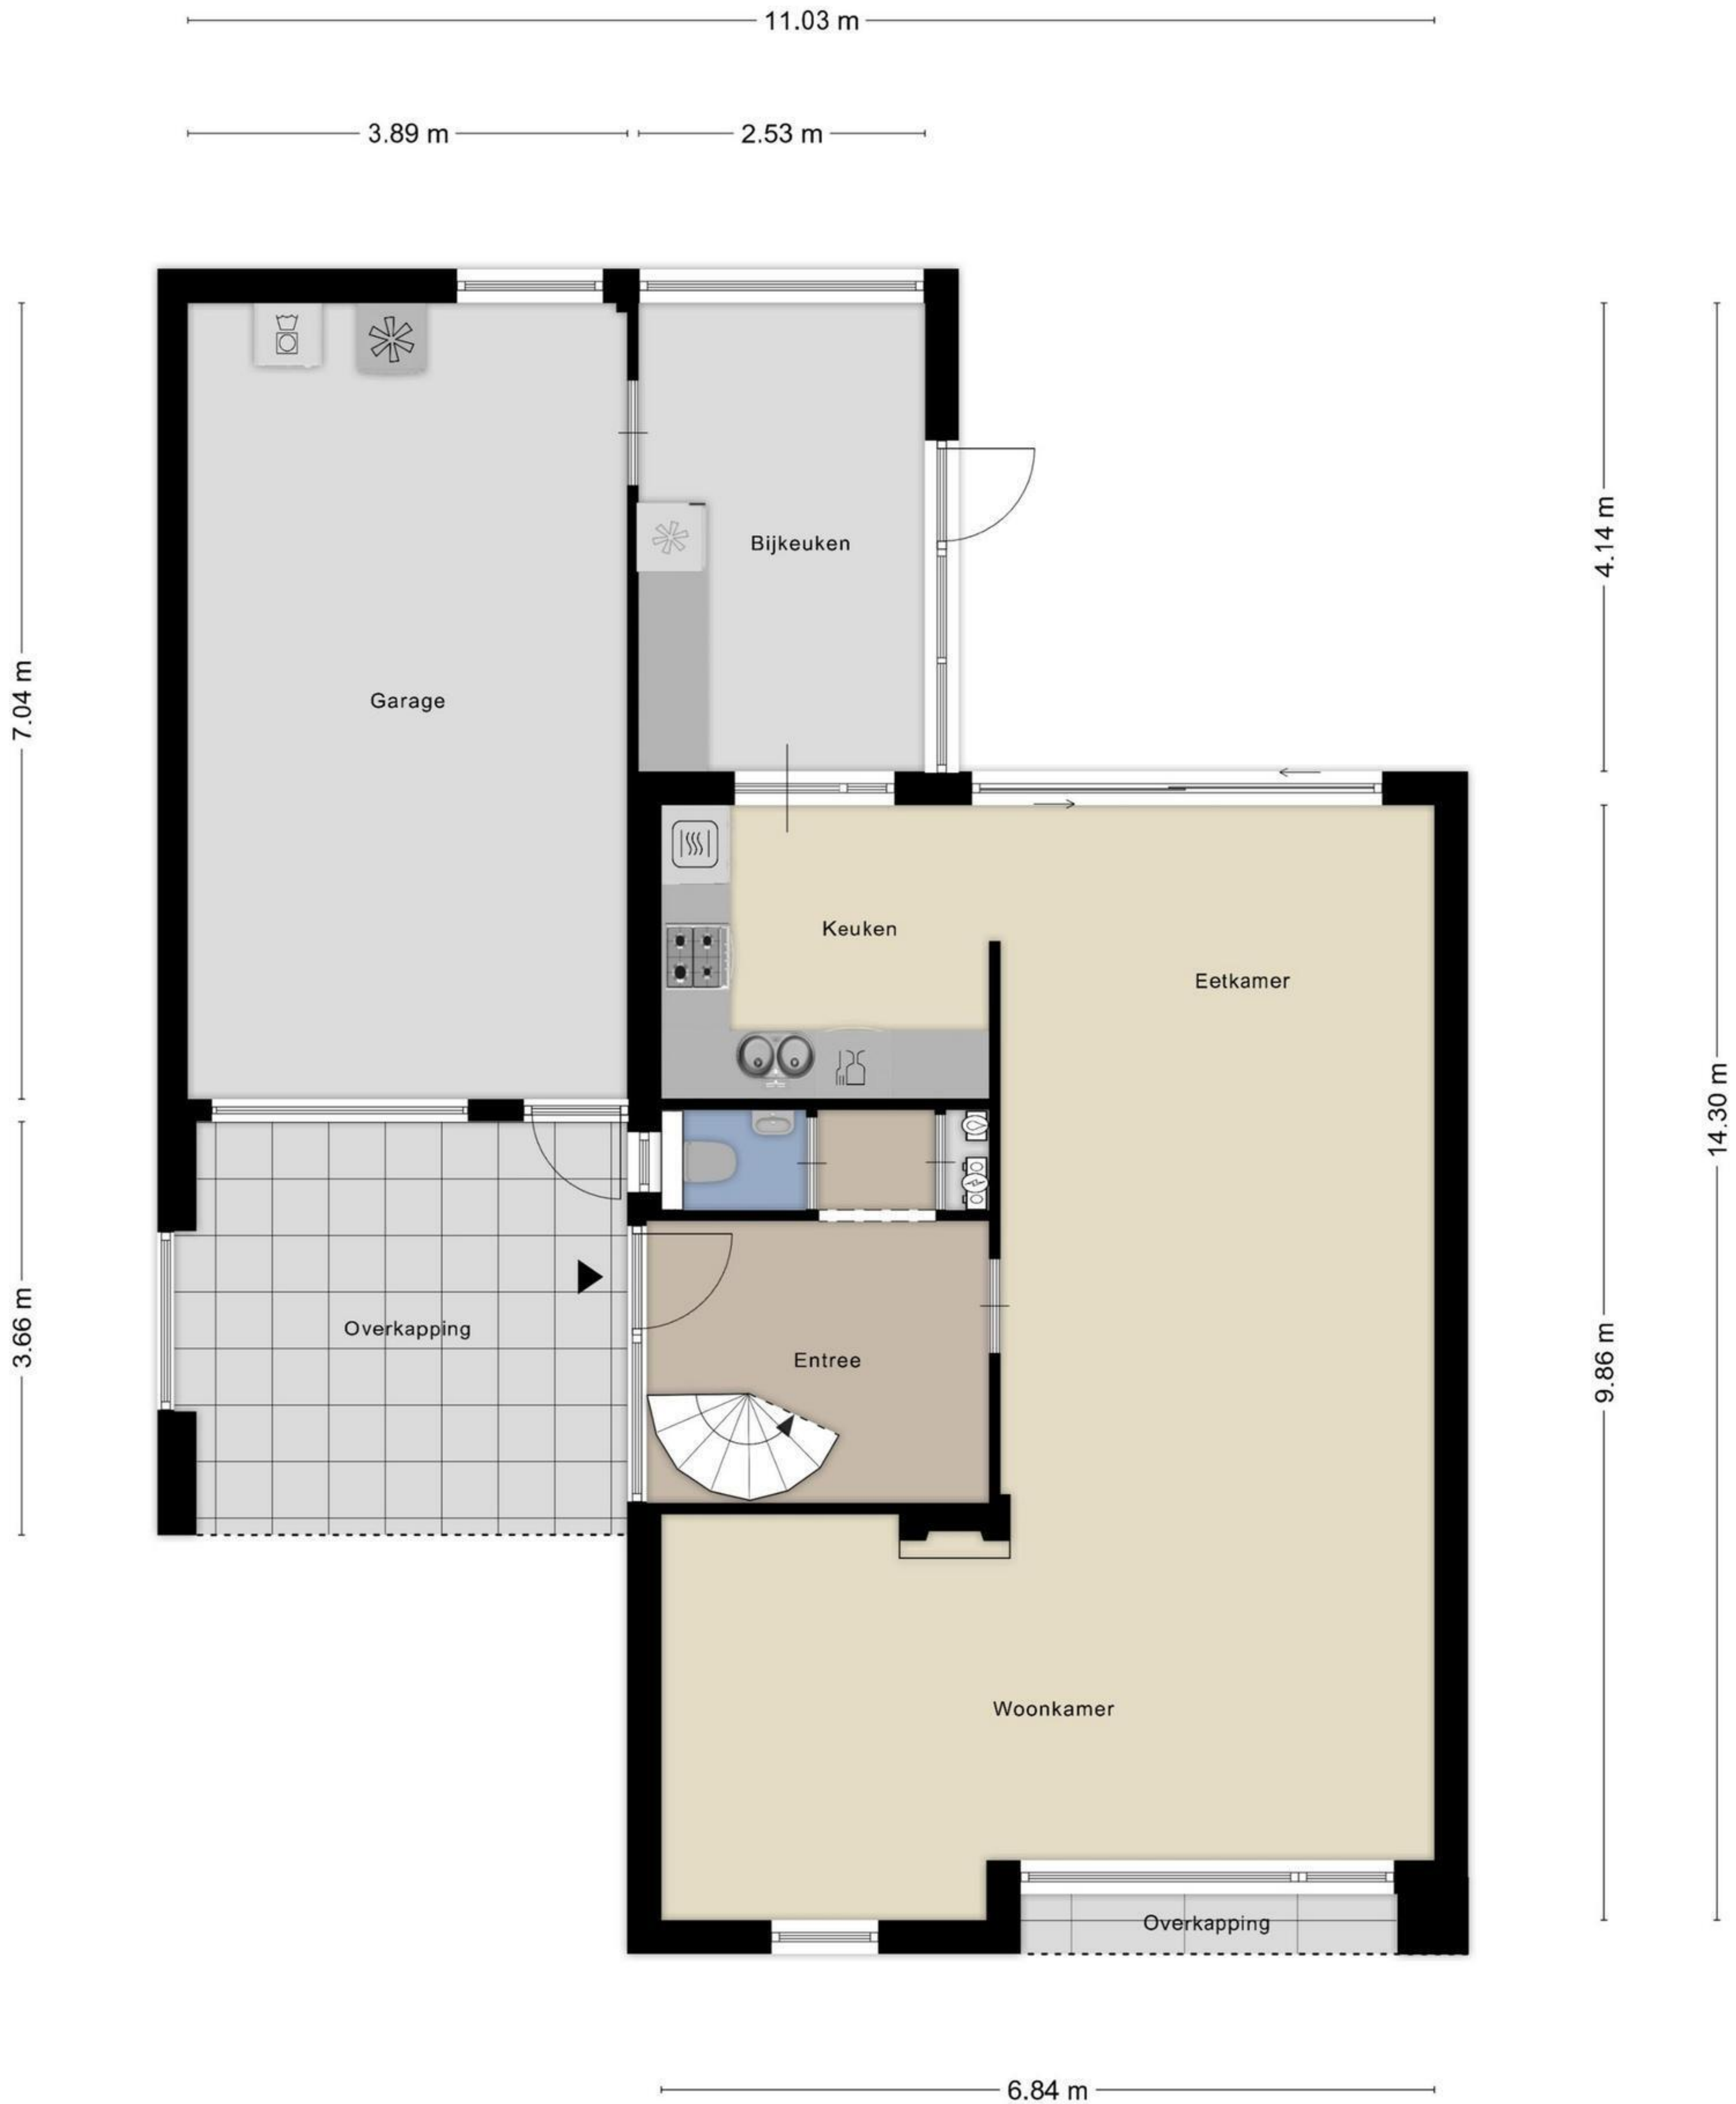 11.03 m
3.89 m
2.53 m
7.04 m
4.14 m
Bijkeuken
Garage
Keuken
Eetkamer
14.30 m
3.66 m
Overkapping
Entree
9.86 m
Woonkamer
Overkapping
6.84 m